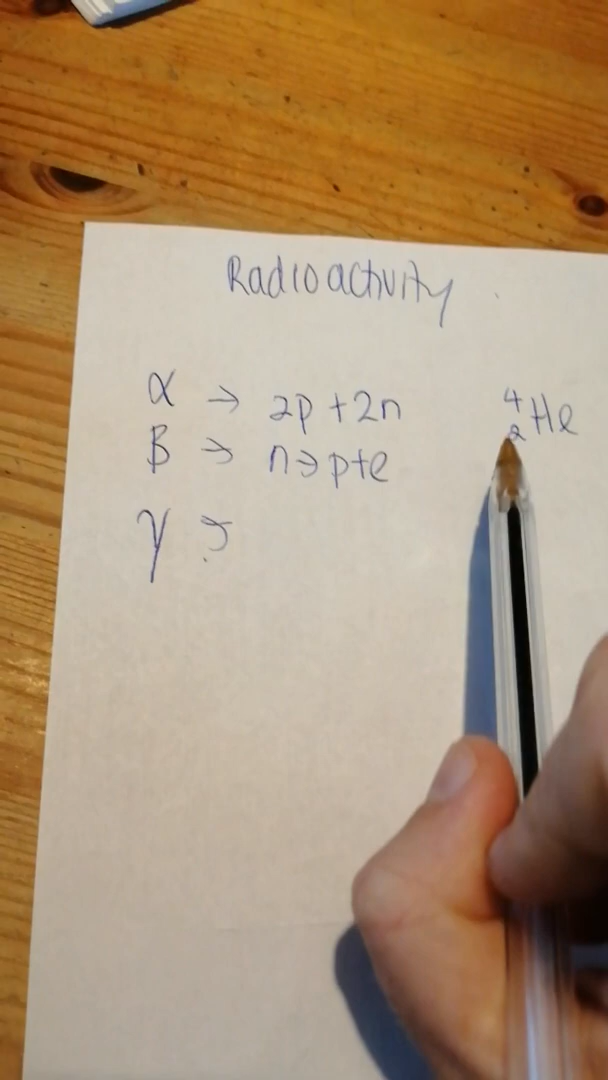 Radioactivity
α → 2p + 2n ⁴₂He
β → n → p + e
γ →